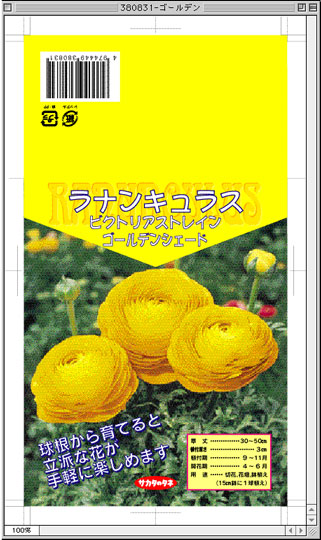 380831-ゴールデン
4 974449 380831
RANUNCULUS
ラナンキュラス
ビクトリアストレイン
ゴールデンシェード
球根から育てると
立派な花が
手軽に楽しめます
サカタのタネ
草丈 30〜50cm
3cm
植付期 9〜11月
開花期 4〜6月
用途 切花、花壇、鉢植え
(15cm鉢に1球植え)
100%